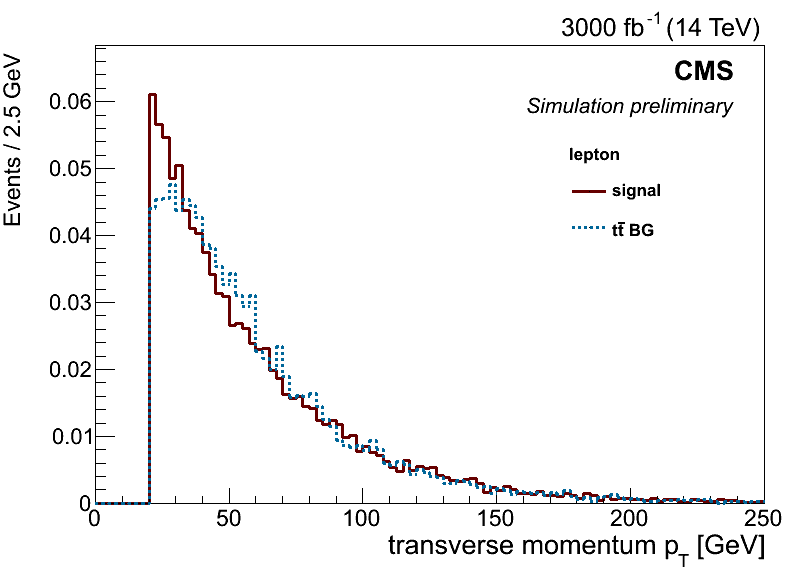 3000 fb⁻¹ (14 TeV)
CMS
Simulation preliminary
lepton
signal
tt̄ BG
Events / 2.5 GeV
0.06
0.05
0.04
0.03
0.02
0.01
0
0 50 100 150 200 250
transverse momentum p_T [GeV]